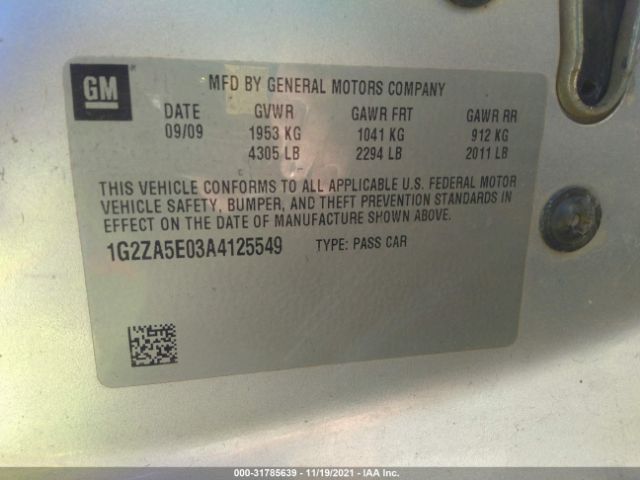 GM
MFD BY GENERAL MOTORS COMPANY
DATE GVWR GAWR FRT GAWR RR
09/09 1953 KG 1041 KG 912 KG
4305 LB 2294 LB 2011 LB
THIS VEHICLE CONFORMS TO ALL APPLICABLE U.S. FEDERAL MOTOR
VEHICLE SAFETY, BUMPER, AND THEFT PREVENTION STANDARDS IN
EFFECT ON THE DATE OF MANUFACTURE SHOWN ABOVE.
1G2ZA5E03A4125549 TYPE: PASS CAR
000-31785639 - 11/19/2021 - IAA Inc.